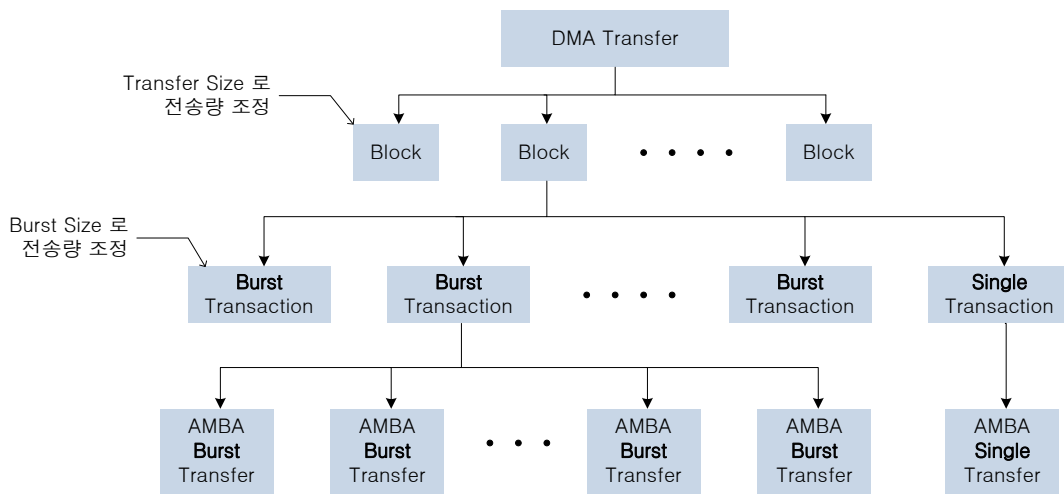 DMA Transfer
Transfer Size 로
전송량 조정
Block
Block
Block
Burst Size 로
전송량 조정
Burst
Transaction
Burst
Transaction
Burst
Transaction
Single
Transaction
AMBA
Burst
Transfer
AMBA
Burst
Transfer
AMBA
Burst
Transfer
AMBA
Burst
Transfer
AMBA
Single
Transfer